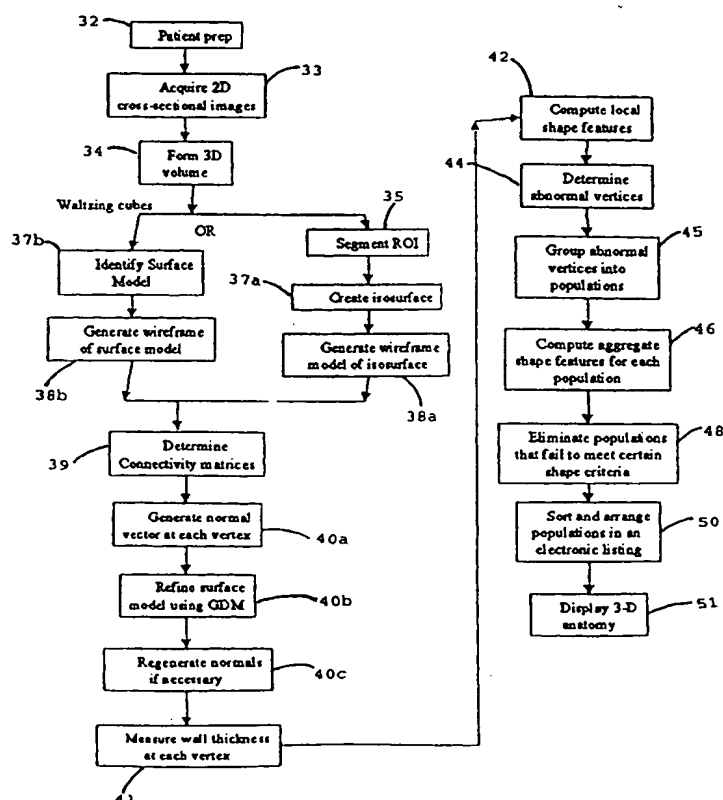 32
Patient prep
33
Acquire 2D
cross-sectional images
34
Form 3D
volume
Waltzing cubes
OR
35
Segment ROI
37b
Identify Surface
Model
37a
Create isosurface
Generate wireframe
of surface model
38b
Generate wireframe
model of isosurface
38a
39
Determine
Connectivity matrices
Generate normal
vector at each vertex
40a
Refine surface
model using GDM
40b
Regenerate normals
if necessary
40c
Measure wall thickness
at each vertex
41
42
Compute local
shape features
44
Determine
abnormal vertices
45
Group abnormal
vertices into
populations
46
Compute aggregate
shape features for each
population
48
Eliminate populations
that fail to meet certain
shape criteria
50
Sort and arrange
populations in an
electronic listing
51
Display 3-D
anatomy